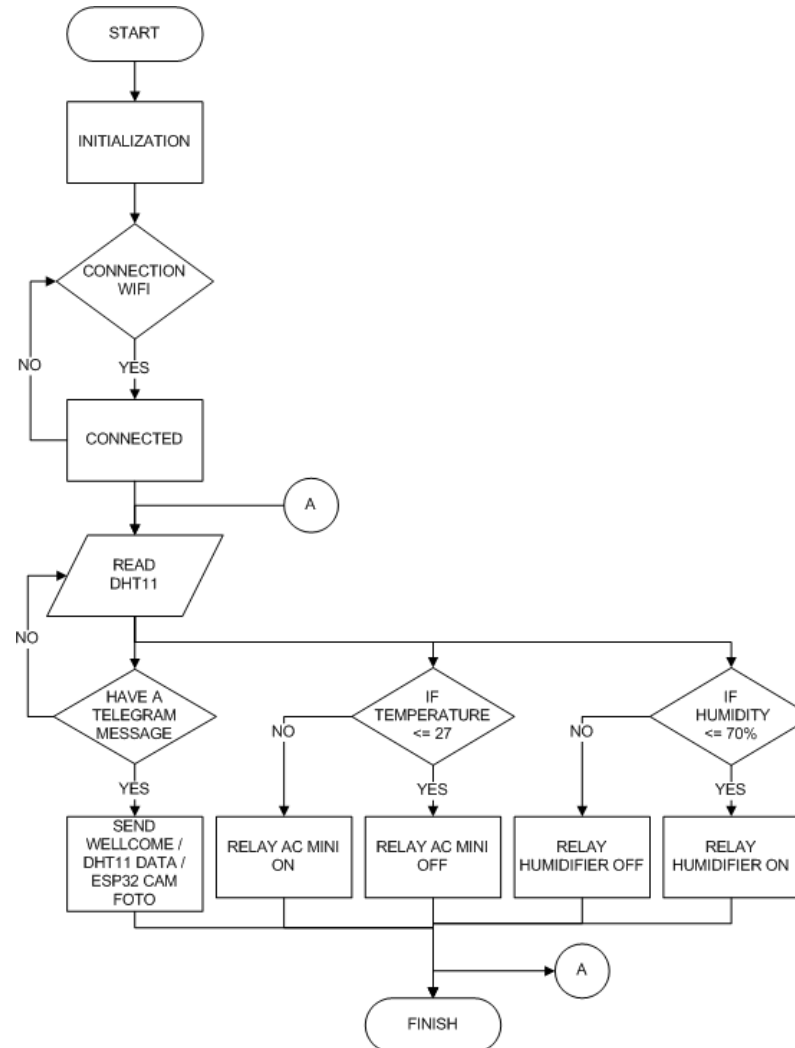 START
INITIALIZATION
CONNECTION
WIFI
NO
YES
CONNECTED
A
READ
DHT11
NO
HAVE A
TELEGRAM
MESSAGE
IF
TEMPERATURE
<= 27
IF
HUMIDITY
<= 70%
NO
NO
YES
YES
YES
SEND
WELLCOME /
DHT11 DATA /
ESP32 CAM
FOTO
RELAY AC MINI
ON
RELAY AC MINI
OFF
RELAY
HUMIDIFIER OFF
RELAY
HUMIDIFIER ON
A
FINISH